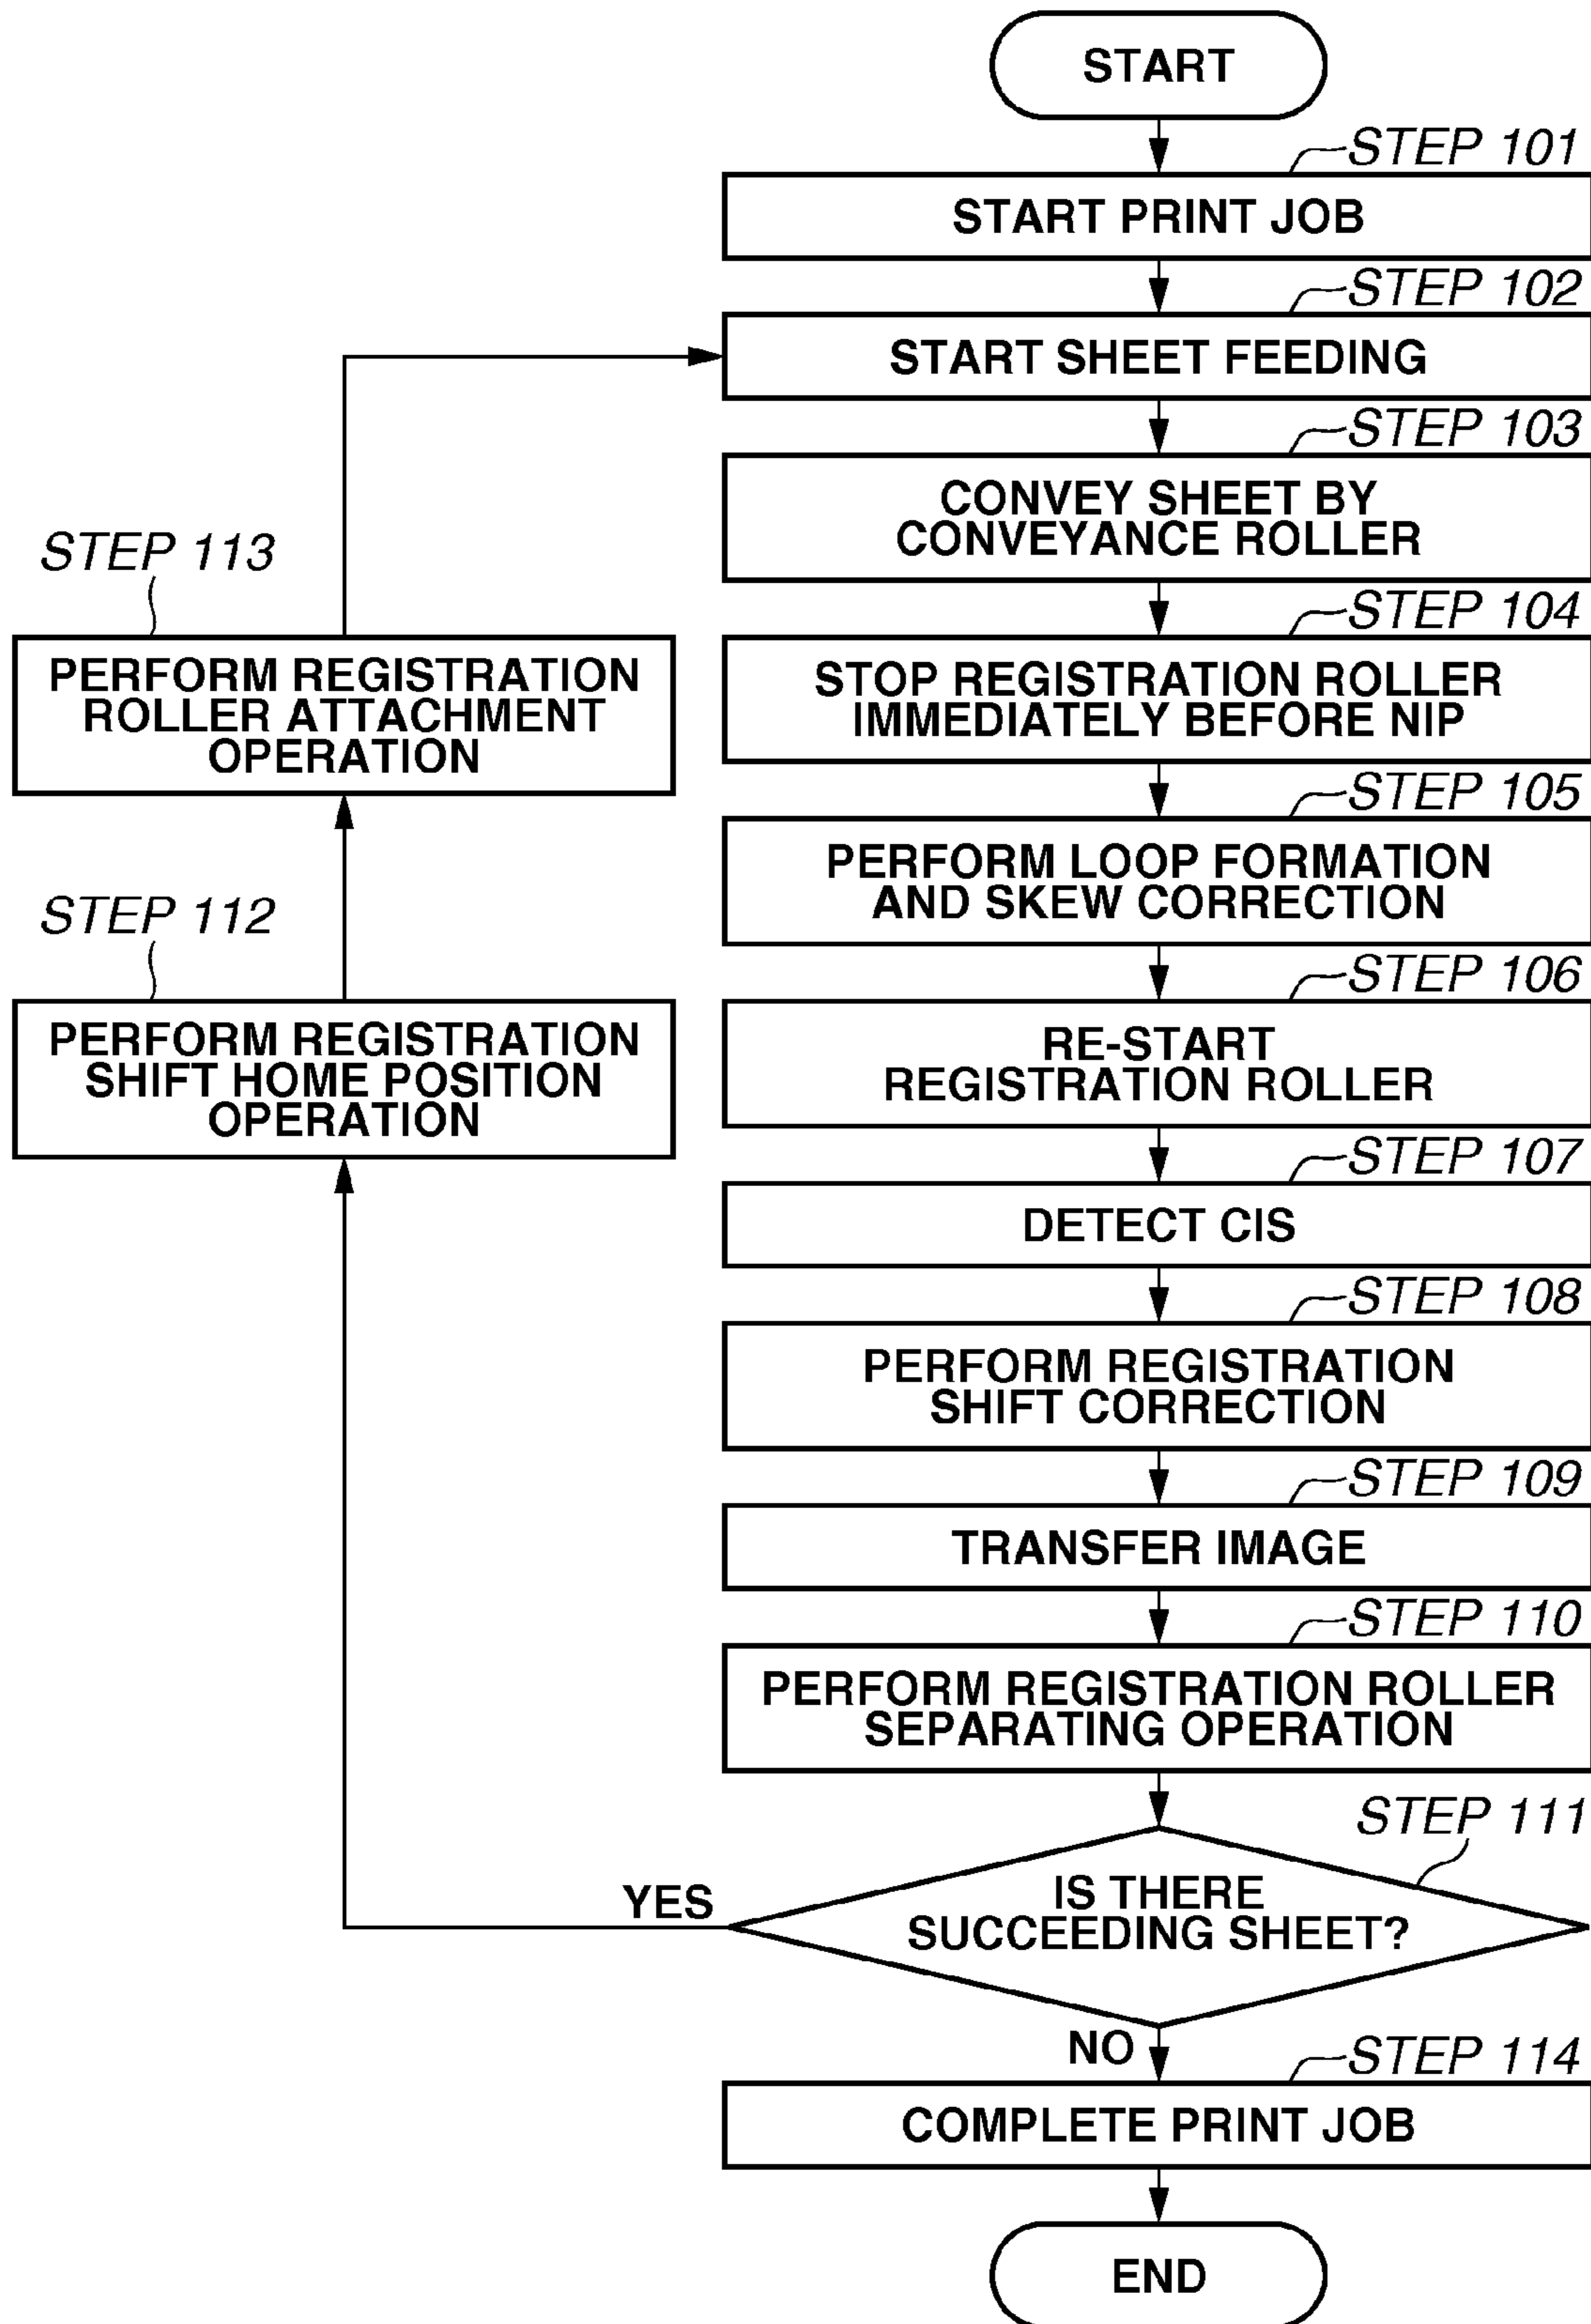 START
STEP 101
START PRINT JOB
STEP 102
START SHEET FEEDING
STEP 103
CONVEY SHEET BY
CONVEYANCE ROLLER
STEP 104
STOP REGISTRATION ROLLER
IMMEDIATELY BEFORE NIP
STEP 105
PERFORM LOOP FORMATION
AND SKEW CORRECTION
STEP 106
RE-START
REGISTRATION ROLLER
STEP 107
DETECT CIS
STEP 108
PERFORM REGISTRATION
SHIFT CORRECTION
STEP 109
TRANSFER IMAGE
STEP 110
PERFORM REGISTRATION ROLLER
SEPARATING OPERATION
STEP 111
IS THERE
SUCCEEDING SHEET?
YES
STEP 112
PERFORM REGISTRATION
SHIFT HOME POSITION
OPERATION
STEP 113
PERFORM REGISTRATION
ROLLER ATTACHMENT
OPERATION
NO
STEP 114
COMPLETE PRINT JOB
END